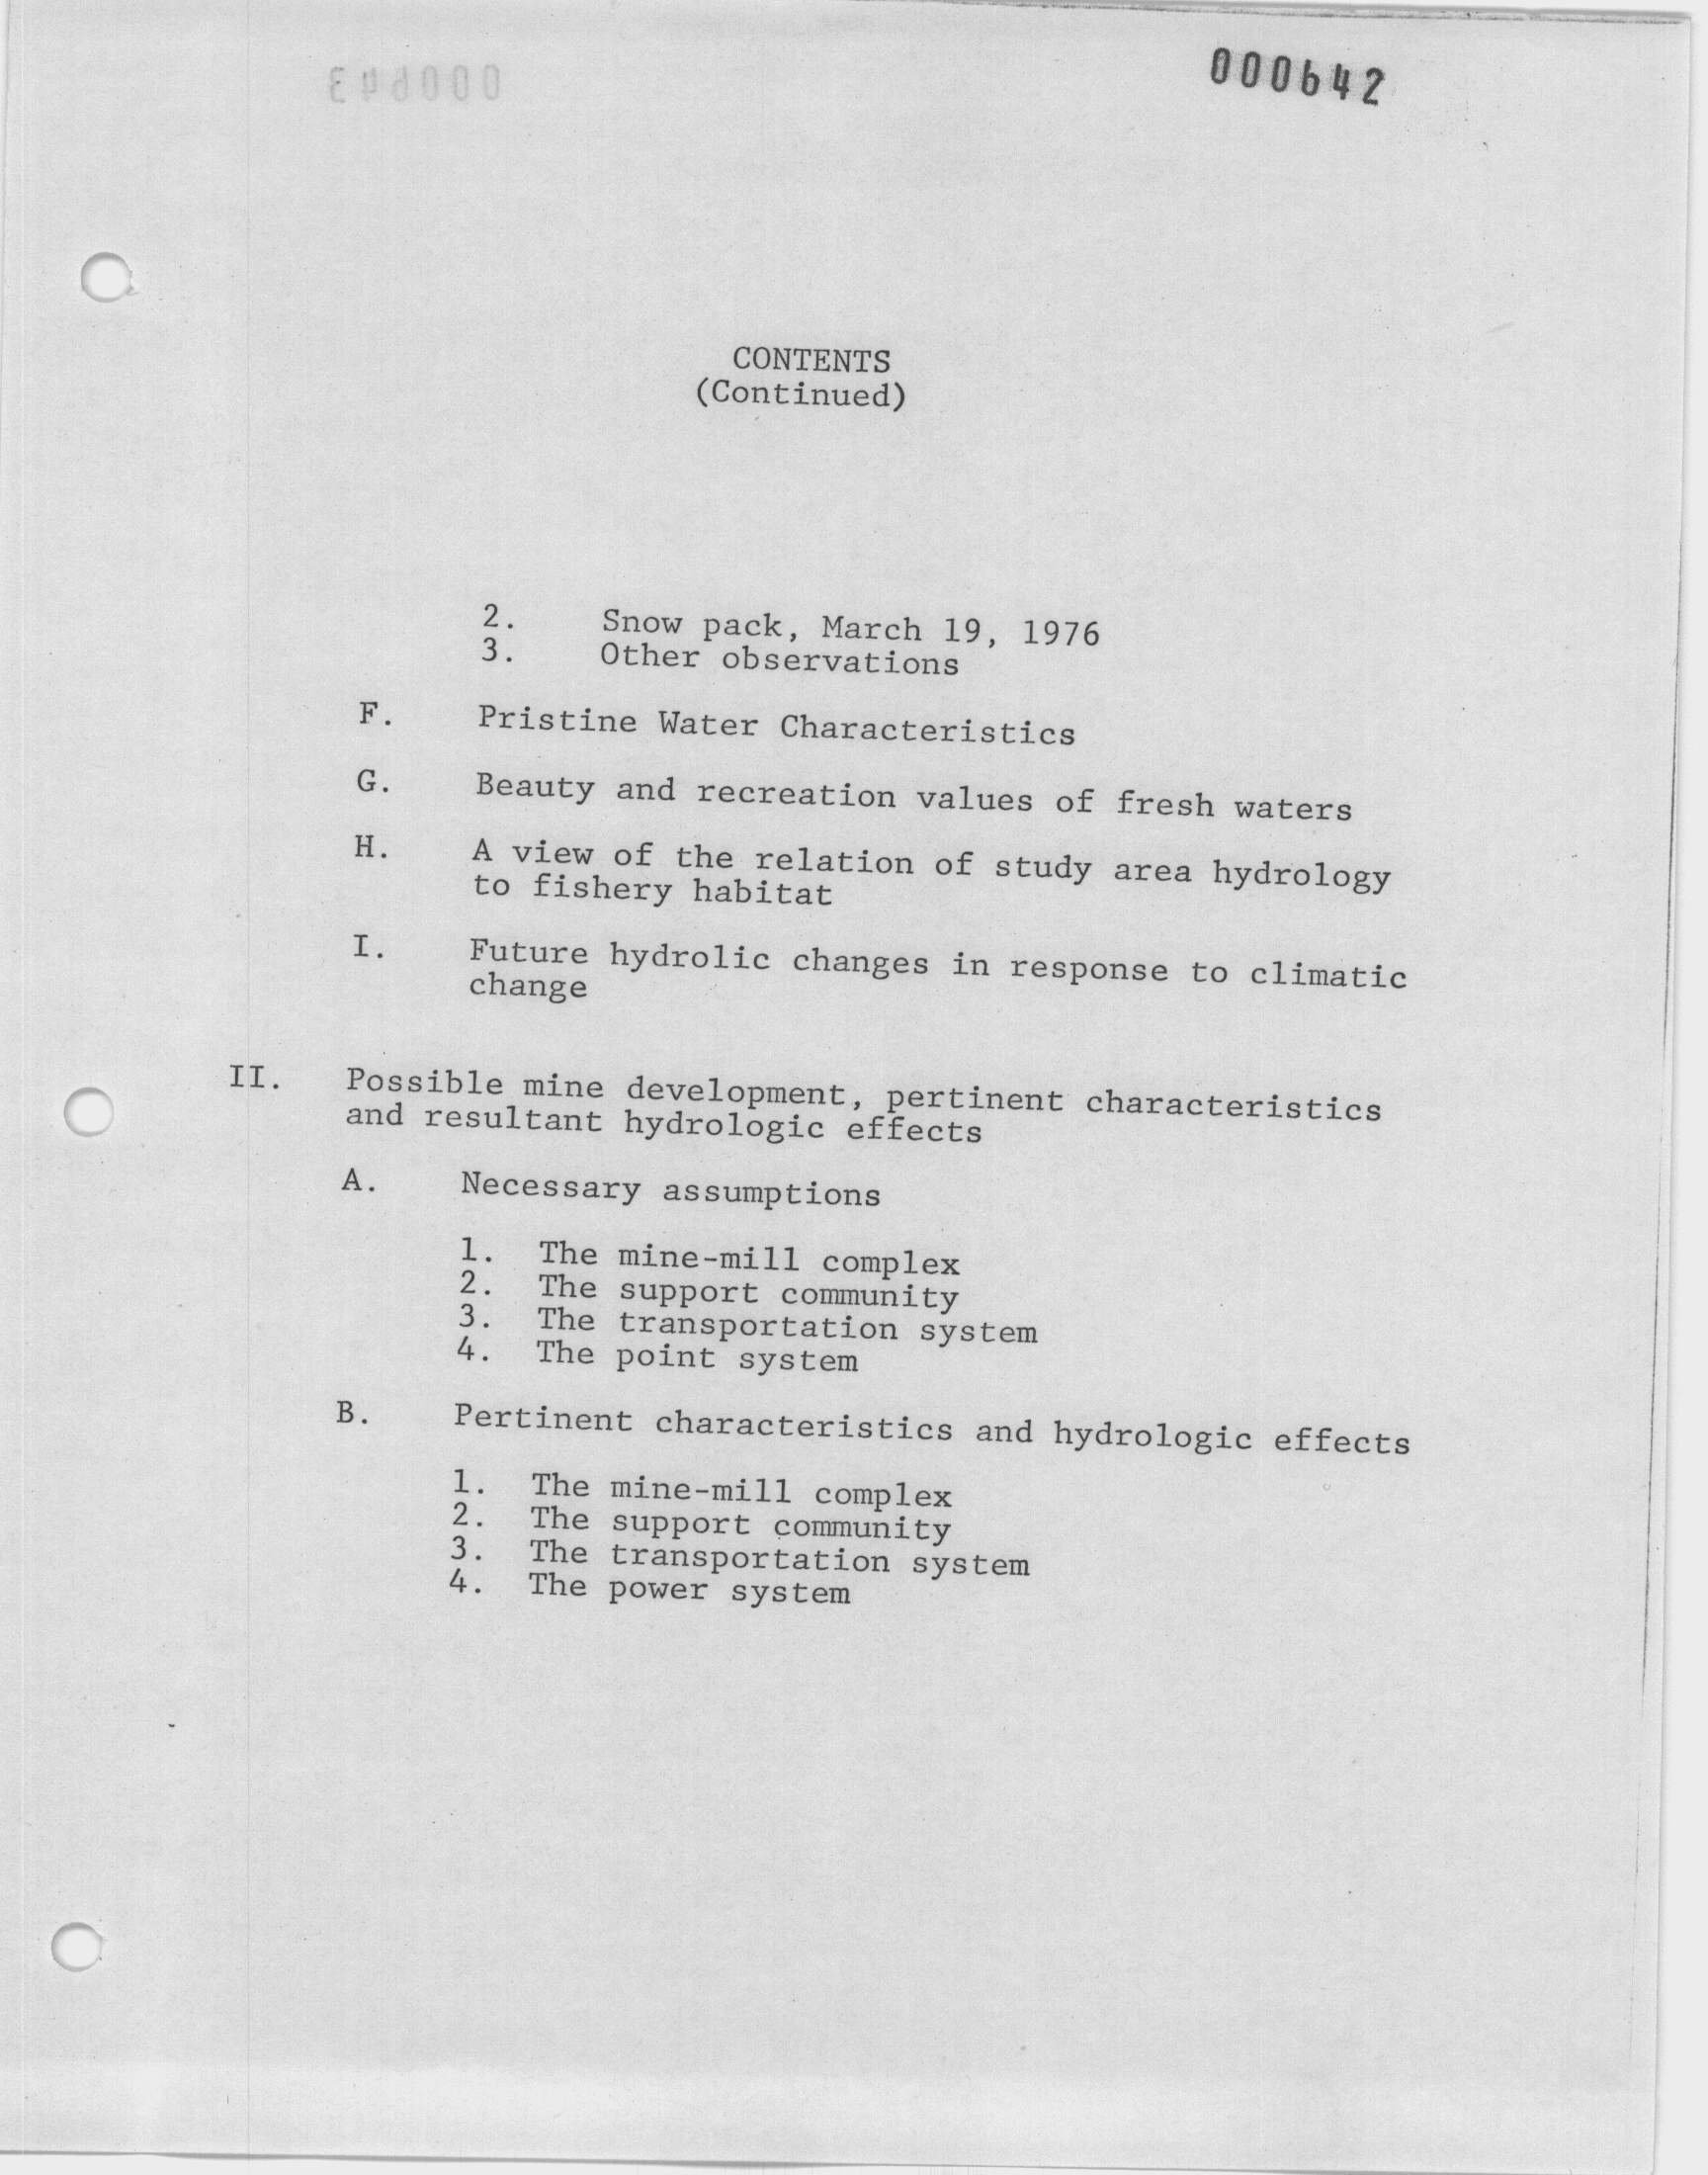 000642
000643
CONTENTS
(Continued)
2. Snow pack, March 19, 1976
3. Other observations
F. Pristine Water Characteristics
G. Beauty and recreation values of fresh waters
H. A view of the relation of study area hydrology
to fishery habitat
I. Future hydrolic changes in response to climatic
change
II. Possible mine development, pertinent characteristics
and resultant hydrologic effects
A. Necessary assumptions
1. The mine-mill complex
2. The support community
3. The transportation system
4. The point system
B. Pertinent characteristics and hydrologic effects
1. The mine-mill complex
2. The support community
3. The transportation system
4. The power system